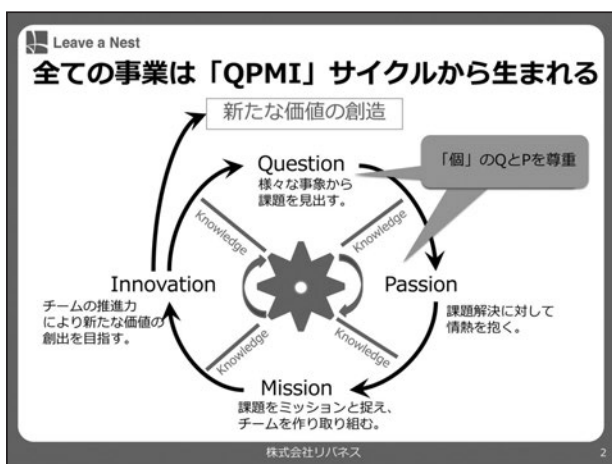 Leave a Nest
全ての事業は「QPMI」サイクルから生まれる
新たな価値の創造
Question
様々な事象から
課題を見出す。
「個」のQとPを尊重
Knowledge
Knowledge
Innovation
チームの推進力
により新たな価値の
創出を目指す。
Passion
課題解決に対して
情熱を抱く。
Knowledge
Knowledge
Mission
課題をミッションと捉え、
チームを作り取り組む。
株式会社リバネス
2